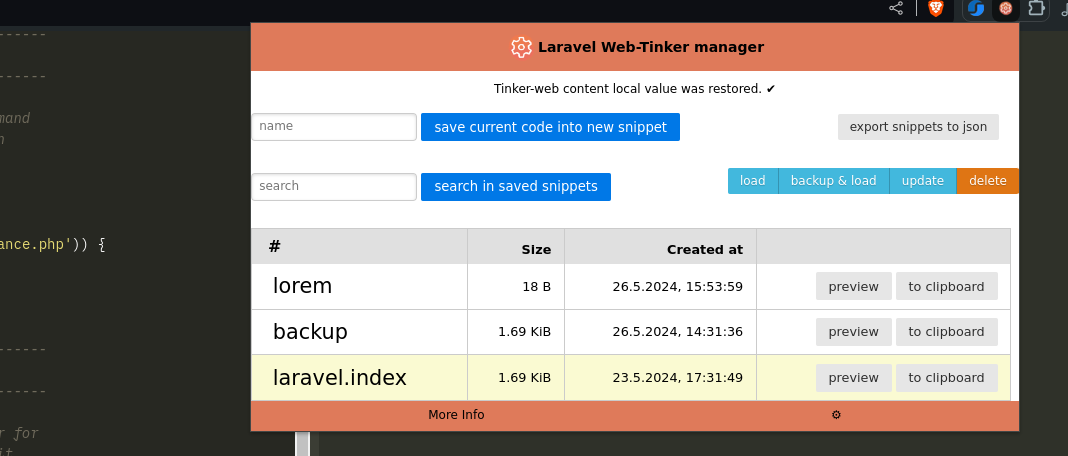 ------
------
mand
n
ance.php')) {
------
------
r for
it
Laravel Web-Tinker manager
Tinker-web content local value was restored. ✔
name save current code into new snippet export snippets to json
search search in saved snippets load backup & load update delete
# Size Created at
lorem 18 B 26.5.2024, 15:53:59 preview to clipboard
backup 1.69 KiB 26.5.2024, 14:31:36 preview to clipboard
laravel.index 1.69 KiB 23.5.2024, 17:31:49 preview to clipboard
More Info ⚙